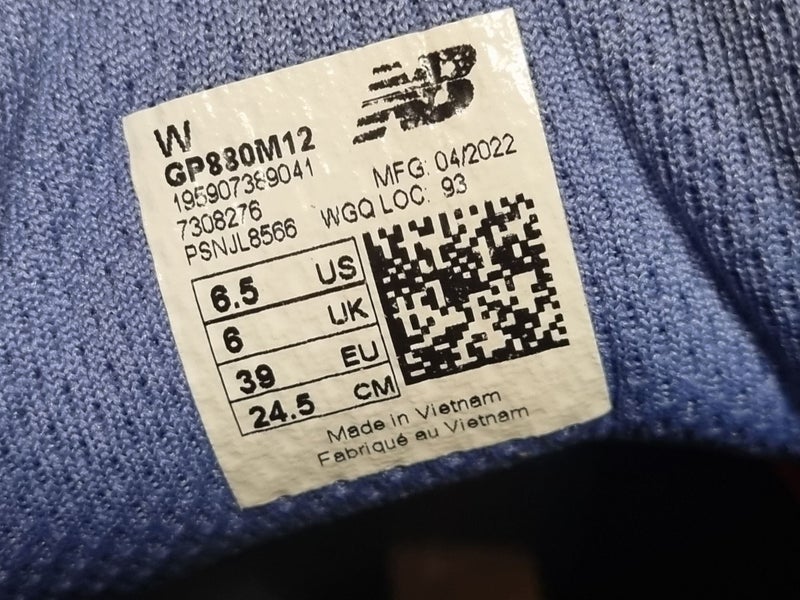 NB
W
GP880M12
195907389041
7308276
PSNJL8566
MFG: 04/2022
WGQ LOC: 93
6.5 US
6 UK
39 EU
24.5 CM
Made in Vietnam
Fabriqué au Vietnam